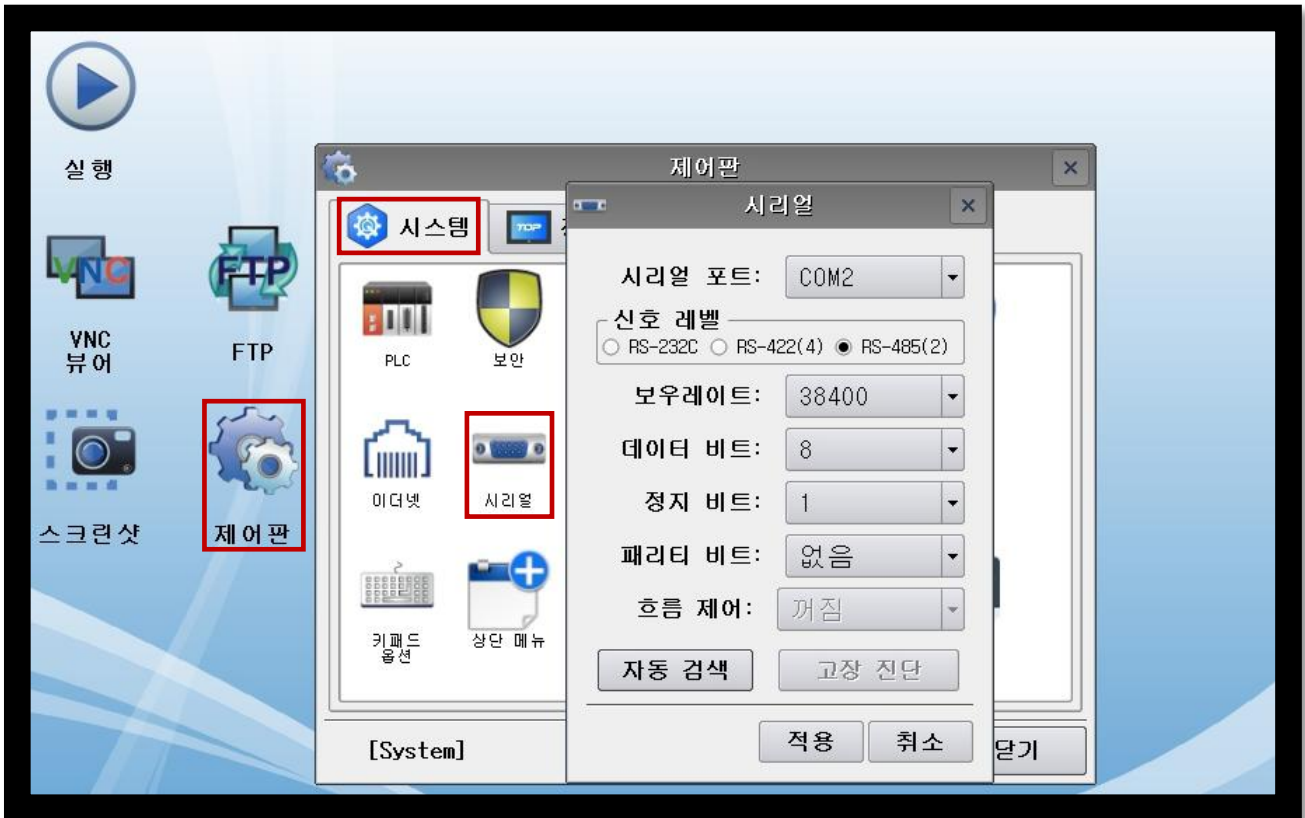 실행
VNC
뷰어
FTP
스크린샷
제어판
제어판
시스템
TOP
PLC
보안
이더넷
시리얼
키패드
옵션
상단 메뉴
[System]
닫기
시리얼
시리얼 포트: COM2
신호 레벨
RS-232C RS-422(4) RS-485(2)
보우레이트: 38400
데이터 비트: 8
정지 비트: 1
패리티 비트: 없음
흐름 제어: 꺼짐
자동 검색 고장 진단
적용 취소